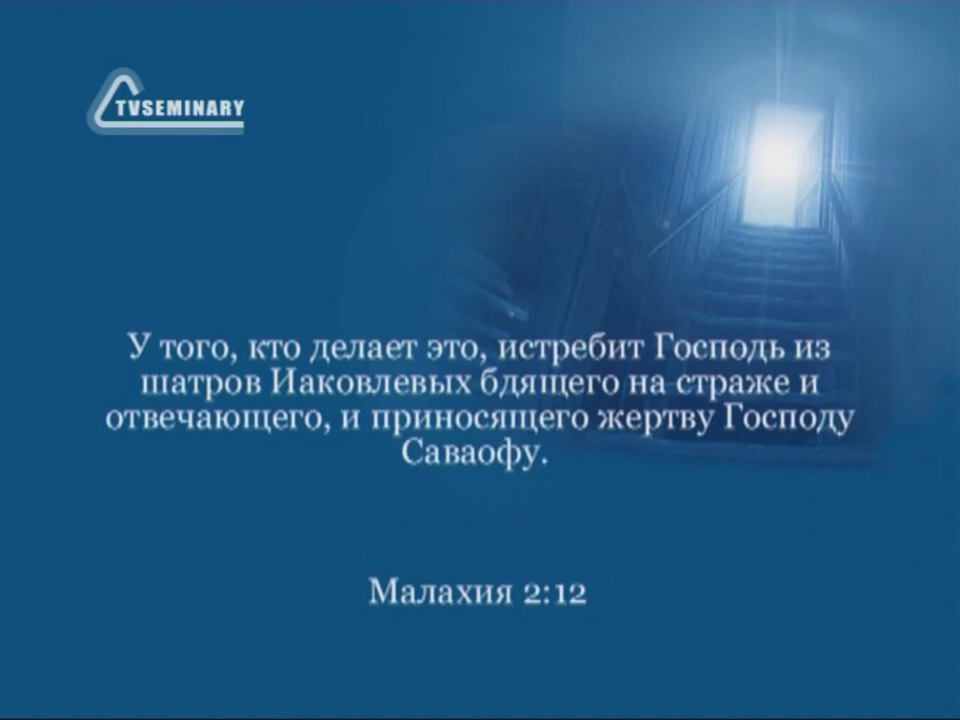 TVSEMINARY
У того, кто делает это, истребит Господь из
шатров Иаковлевых бдящего на страже и
отвечающего, и приносящего жертву Господу
Саваофу.
Малахия 2:12